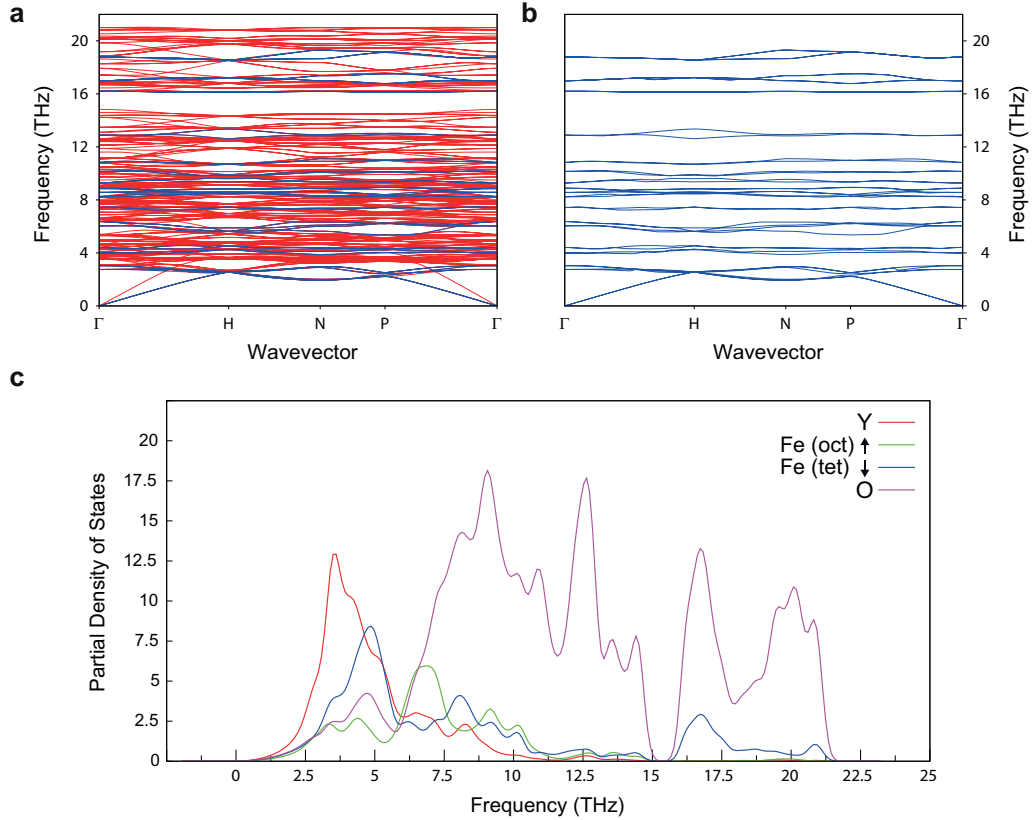 a
Frequency (THz)
20
16
12
8
4
0
Γ H N P Γ
Wavevector
b
Frequency (THz)
20
16
12
8
4
0
Γ H N P Γ
Wavevector
c
Partial Density of States
20
17.5
15
12.5
10
7.5
5
2.5
0
0 2.5 5 7.5 10.0 12.5 15 17.5 20 22.5 25
Frequency (THz)
Y
Fe (oct) ↑
Fe (tet) ↓
O